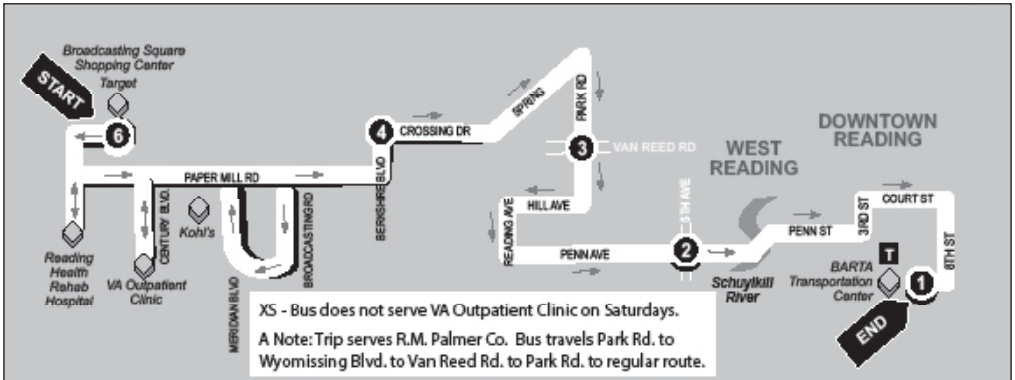 Broadcasting Square
Shopping Center
Target
START
6
4
CROSSING DR
SPRING
PARK RD
3
VAN REED RD
WEST
READING
DOWNTOWN
READING
PAPER MILL RD
BERKSHIRE BLVD
HILL AVE
READING AVE
5TH AVE
COURT ST
3RD ST
PENN ST
6TH ST
CENTURY BLVD.
Kohl's
BROADCASTING RD
MERIDIAN BLVD
PENN AVE
2
Schuylkill
River
T
BARTA
Transportation
Center
1
END
Reading
Health
Rehab
Hospital
VA Outpatient
Clinic
XS - Bus does not serve VA Outpatient Clinic on Saturdays.
A Note: Trip serves R.M. Palmer Co. Bus travels Park Rd. to
Wyomissing Blvd. to Van Reed Rd. to Park Rd. to regular route.